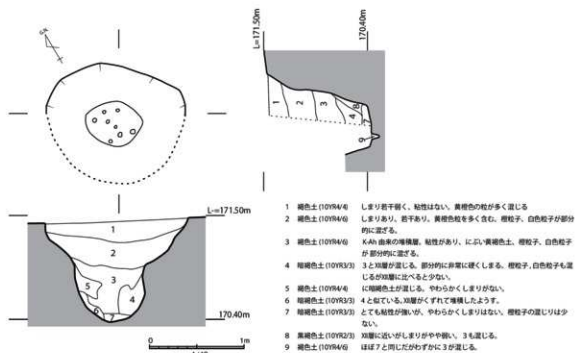 G.N.
L=171.50m
170.40m
1
2
3
4
8
7
9
L=171.50m
1
2
3
5
4
6
170.40m
0
1m
1 褐色土(10YR4/4) しまり若干弱く、粘性はない。黄橙色の粒が多く混じる
2 褐色土(10YR4/6) しまりあり、若干あり。黄橙色粒を多く含む、橙粒子、白色粒子が部分
的に混ざる。
3 褐色土(10YR4/6) K-Ah 由来の堆積層。粘性があり、にぶい黄褐色土、橙粒子、白色粒子
が部分的に混ざる。
4 暗褐色土(10YR3/3) 3とⅫ層が混じる。部分的に非常に硬くしまる。橙粒子、白色粒子も混
じるがⅫ層に比べると少ない。
5 褐色土(10YR4/4) に暗褐色土が混じる。やわらかくしまりがない。
6 暗褐色土(10YR3/3) 4と似ている。Ⅻ層がくずれて堆積したようす。
7 暗褐色土(10YR3/3) とても粘性が強いが、やわらかくしまりはない。橙粒子の混じりは少
ない。
8 黒褐色土(10YR2/3) Ⅻ層に近いがしまりがやや弱い。3も混じる。
9 褐色土(10YR4/6) ほぼ7と同じだがわずかに3が混じる。